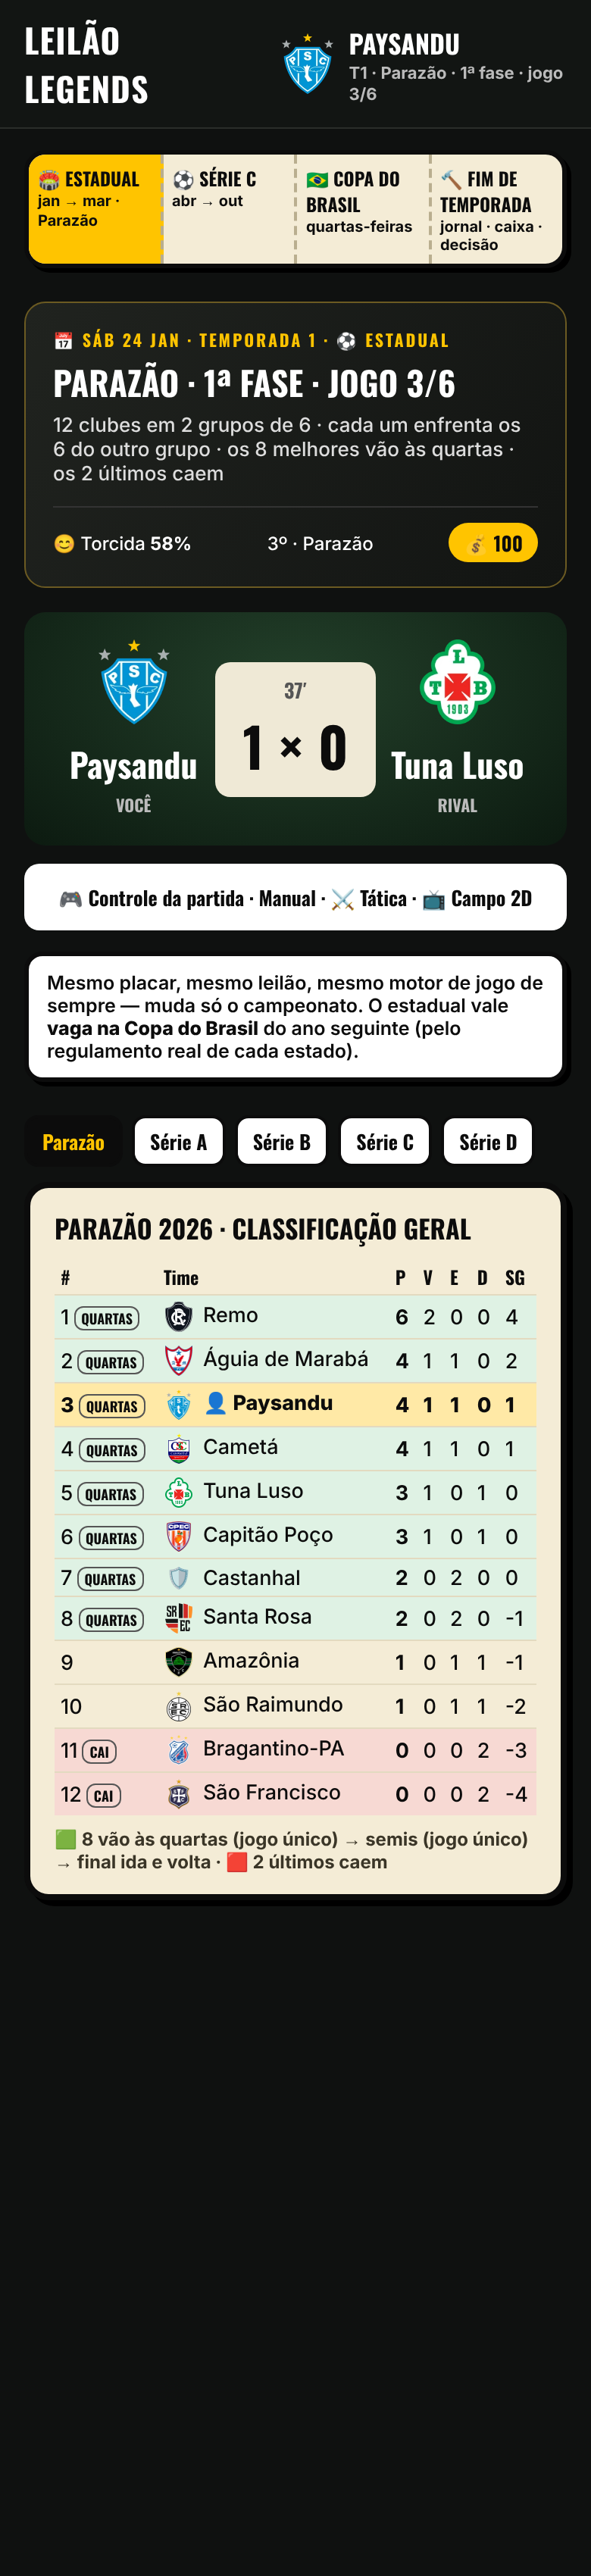 LEILÃO
LEGENDS
PSC
PAYSANDU
T1 · Parazão · 1ª fase · jogo
3/6
ESTADUAL
jan → mar ·
Parazão
SÉRIE C
abr → out
COPA DO
BRASIL
quartas-feiras
FIM DE
TEMPORADA
jornal · caixa ·
decisão
SÁB 24 JAN · TEMPORADA 1 · ESTADUAL
PARAZÃO · 1ª FASE · JOGO 3/6
12 clubes em 2 grupos de 6 · cada um enfrenta os
6 do outro grupo · os 8 melhores vão às quartas ·
os 2 últimos caem
Torcida 58%
3º · Parazão
100
PSC
Paysandu
VOCÊ
37'
1 × 0
L
T B
1903
Tuna Luso
RIVAL
Controle da partida · Manual · Tática · Campo 2D
Mesmo placar, mesmo leilão, mesmo motor de jogo de
sempre — muda só o campeonato. O estadual vale
vaga na Copa do Brasil do ano seguinte (pelo
regulamento real de cada estado).
Parazão Série A Série B Série C Série D
PARAZÃO 2026 · CLASSIFICAÇÃO GERAL
# Time P V E D SG
1 QUARTAS Remo 6 2 0 0 4
2 QUARTAS Águia de Marabá 4 1 1 0 2
3 QUARTAS Paysandu 4 1 1 0 1
4 QUARTAS Cametá 4 1 1 0 1
5 QUARTAS Tuna Luso 3 1 0 1 0
6 QUARTAS Capitão Poço 3 1 0 1 0
7 QUARTAS Castanhal 2 0 2 0 0
8 QUARTAS Santa Rosa 2 0 2 0 -1
9 Amazônia 1 0 1 1 -1
10 São Raimundo 1 0 1 1 -2
11 CAI Bragantino-PA 0 0 0 2 -3
12 CAI São Francisco 0 0 0 2 -4
8 vão às quartas (jogo único) → semis (jogo único)
→ final ida e volta · 2 últimos caem